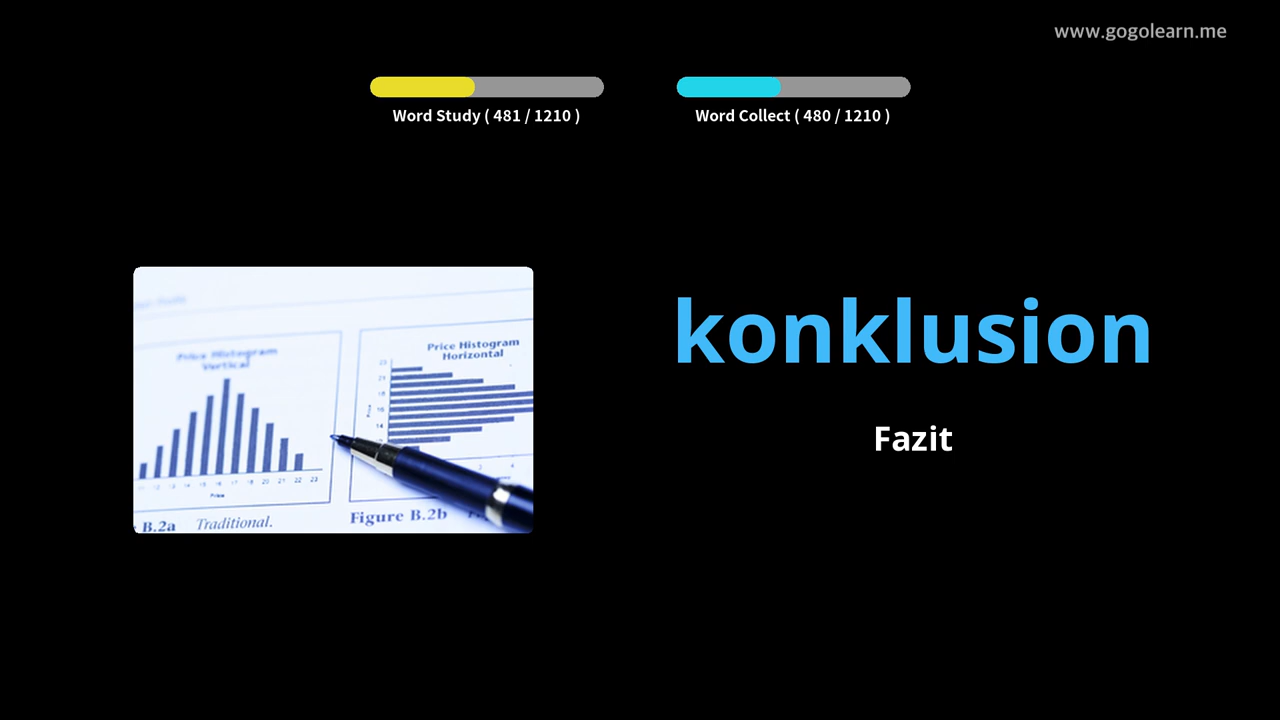 www.gogolearn.me
Word Study ( 481 / 1210 )
Word Collect ( 480 / 1210 )
konklusion
Fazit
Price Histogram
Vertical
Price Histogram
Horizontal
Price
B.2a Traditional.
Figure B.2b